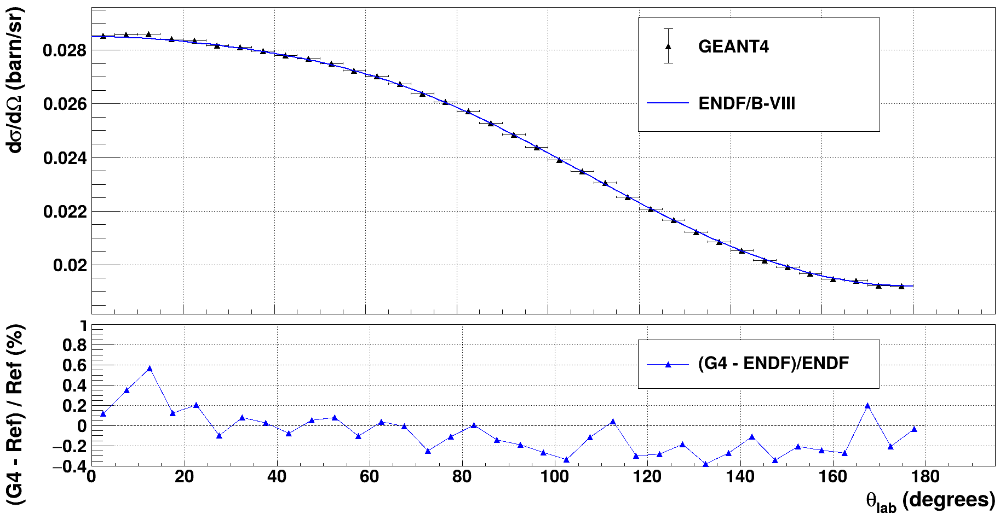 dσ/dΩ (barn/sr)
0.028
0.026
0.024
0.022
0.02
GEANT4
ENDF/B-VIII
(G4 - Ref) / Ref (%)
1
0.8
0.6
0.4
0.2
0
−0.2
−0.4
(G4 - ENDF)/ENDF
0 20 40 60 80 100 120 140 160 180
θlab (degrees)